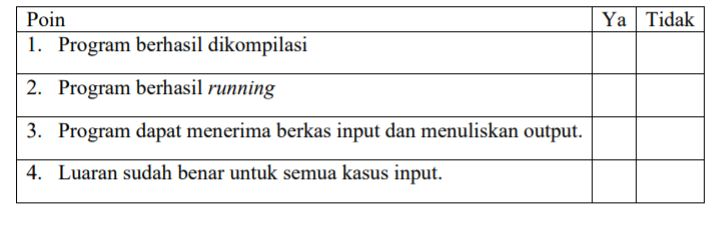 Poin Ya Tidak
1. Program berhasil dikompilasi
2. Program berhasil running
3. Program dapat menerima berkas input dan menuliskan output.
4. Luaran sudah benar untuk semua kasus input.